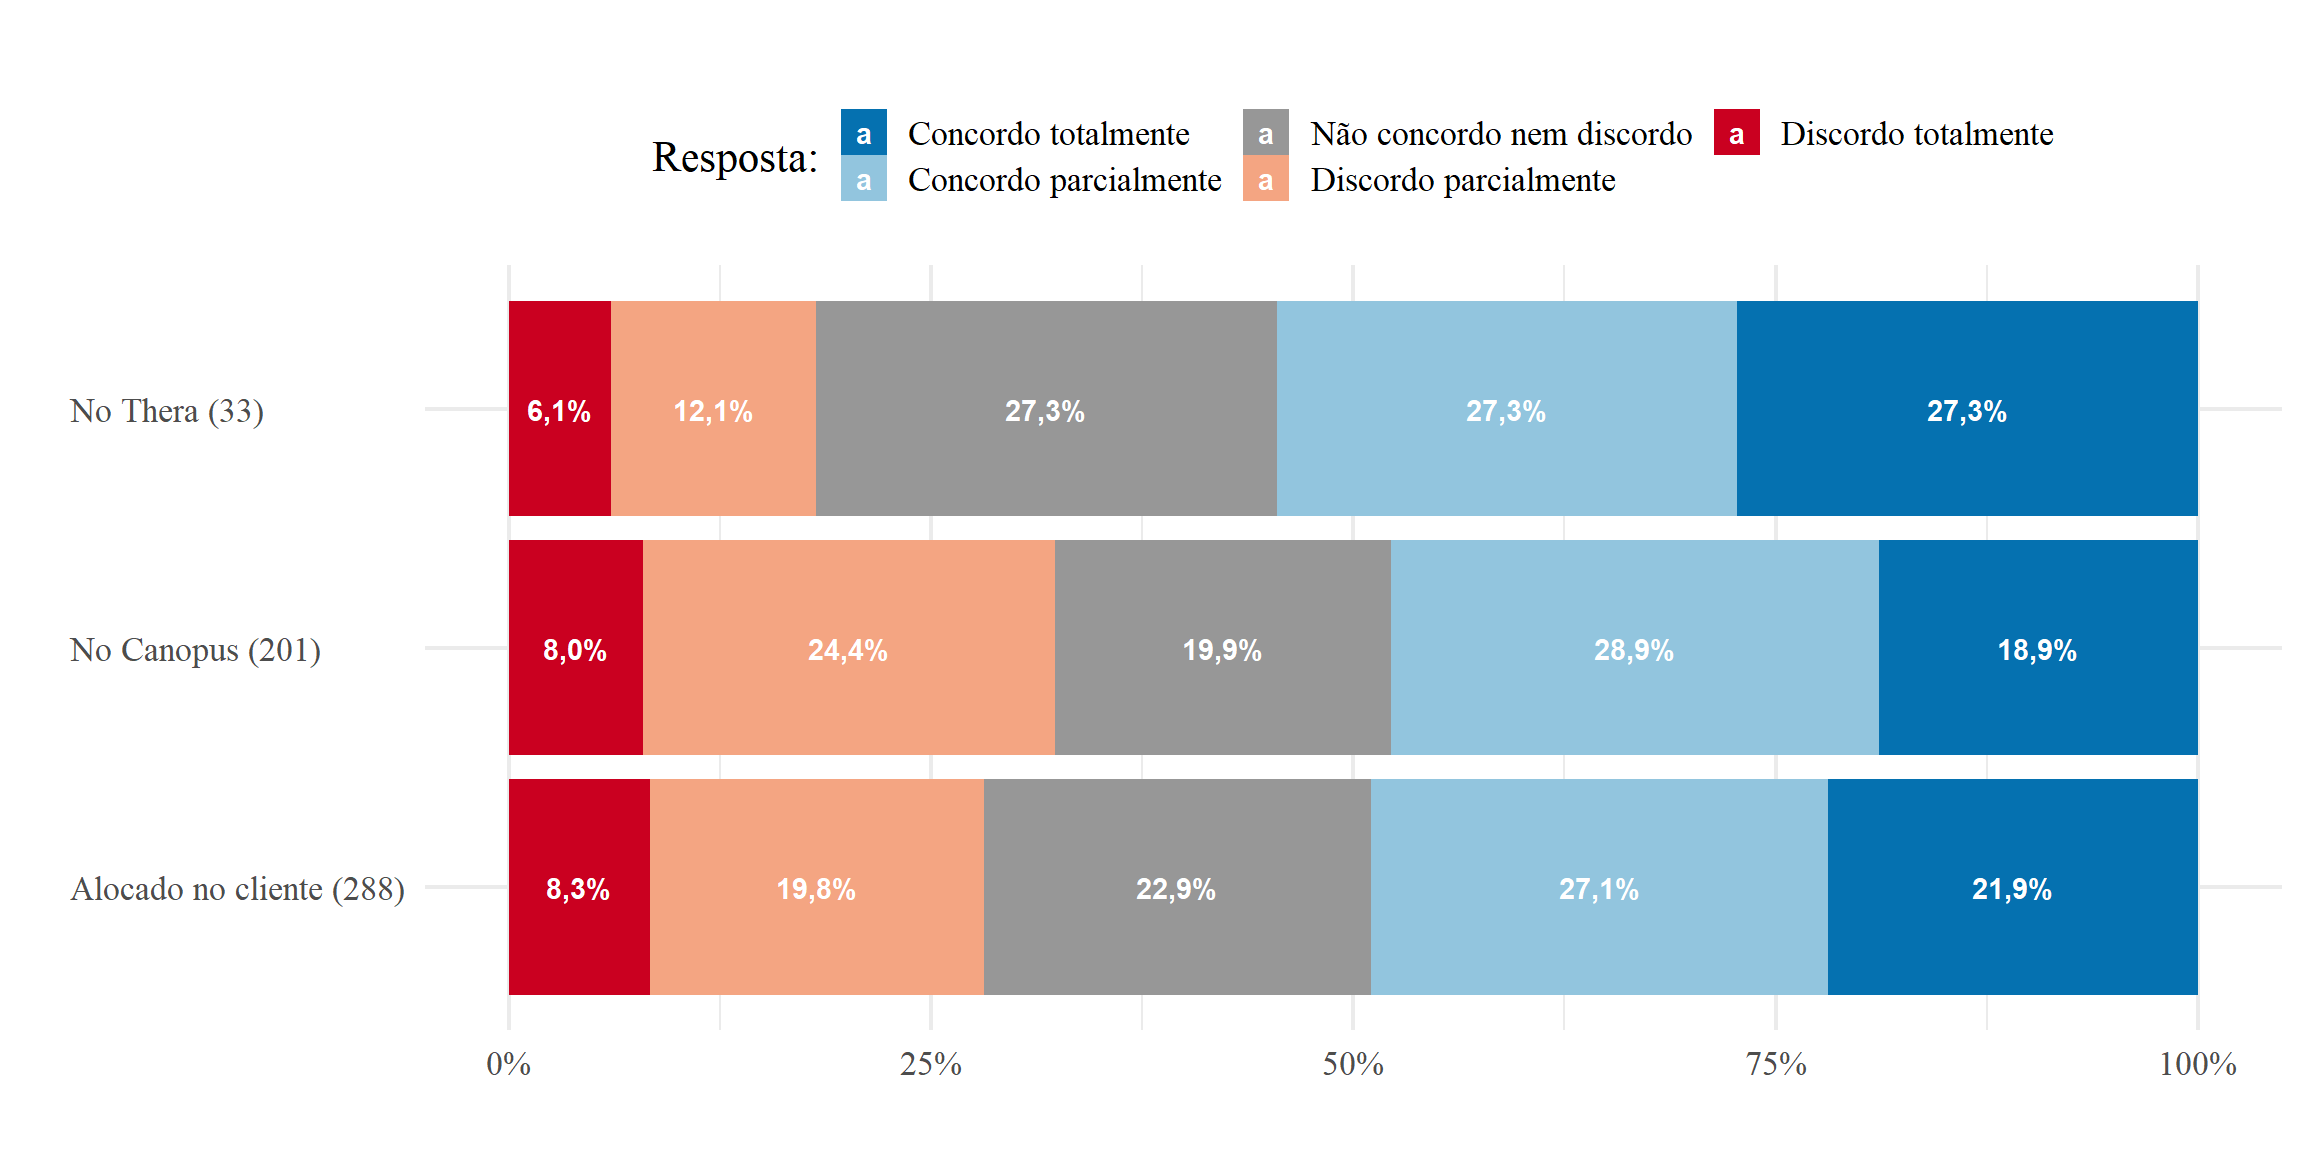 Resposta:
a Concordo totalmente
a Concordo parcialmente
a Não concordo nem discordo
a Discordo parcialmente
a Discordo totalmente
No Thera (33)
6,1% 12,1% 27,3% 27,3% 27,3%
No Canopus (201)
8,0% 24,4% 19,9% 28,9% 18,9%
Alocado no cliente (288)
8,3% 19,8% 22,9% 27,1% 21,9%
0% 25% 50% 75% 100%